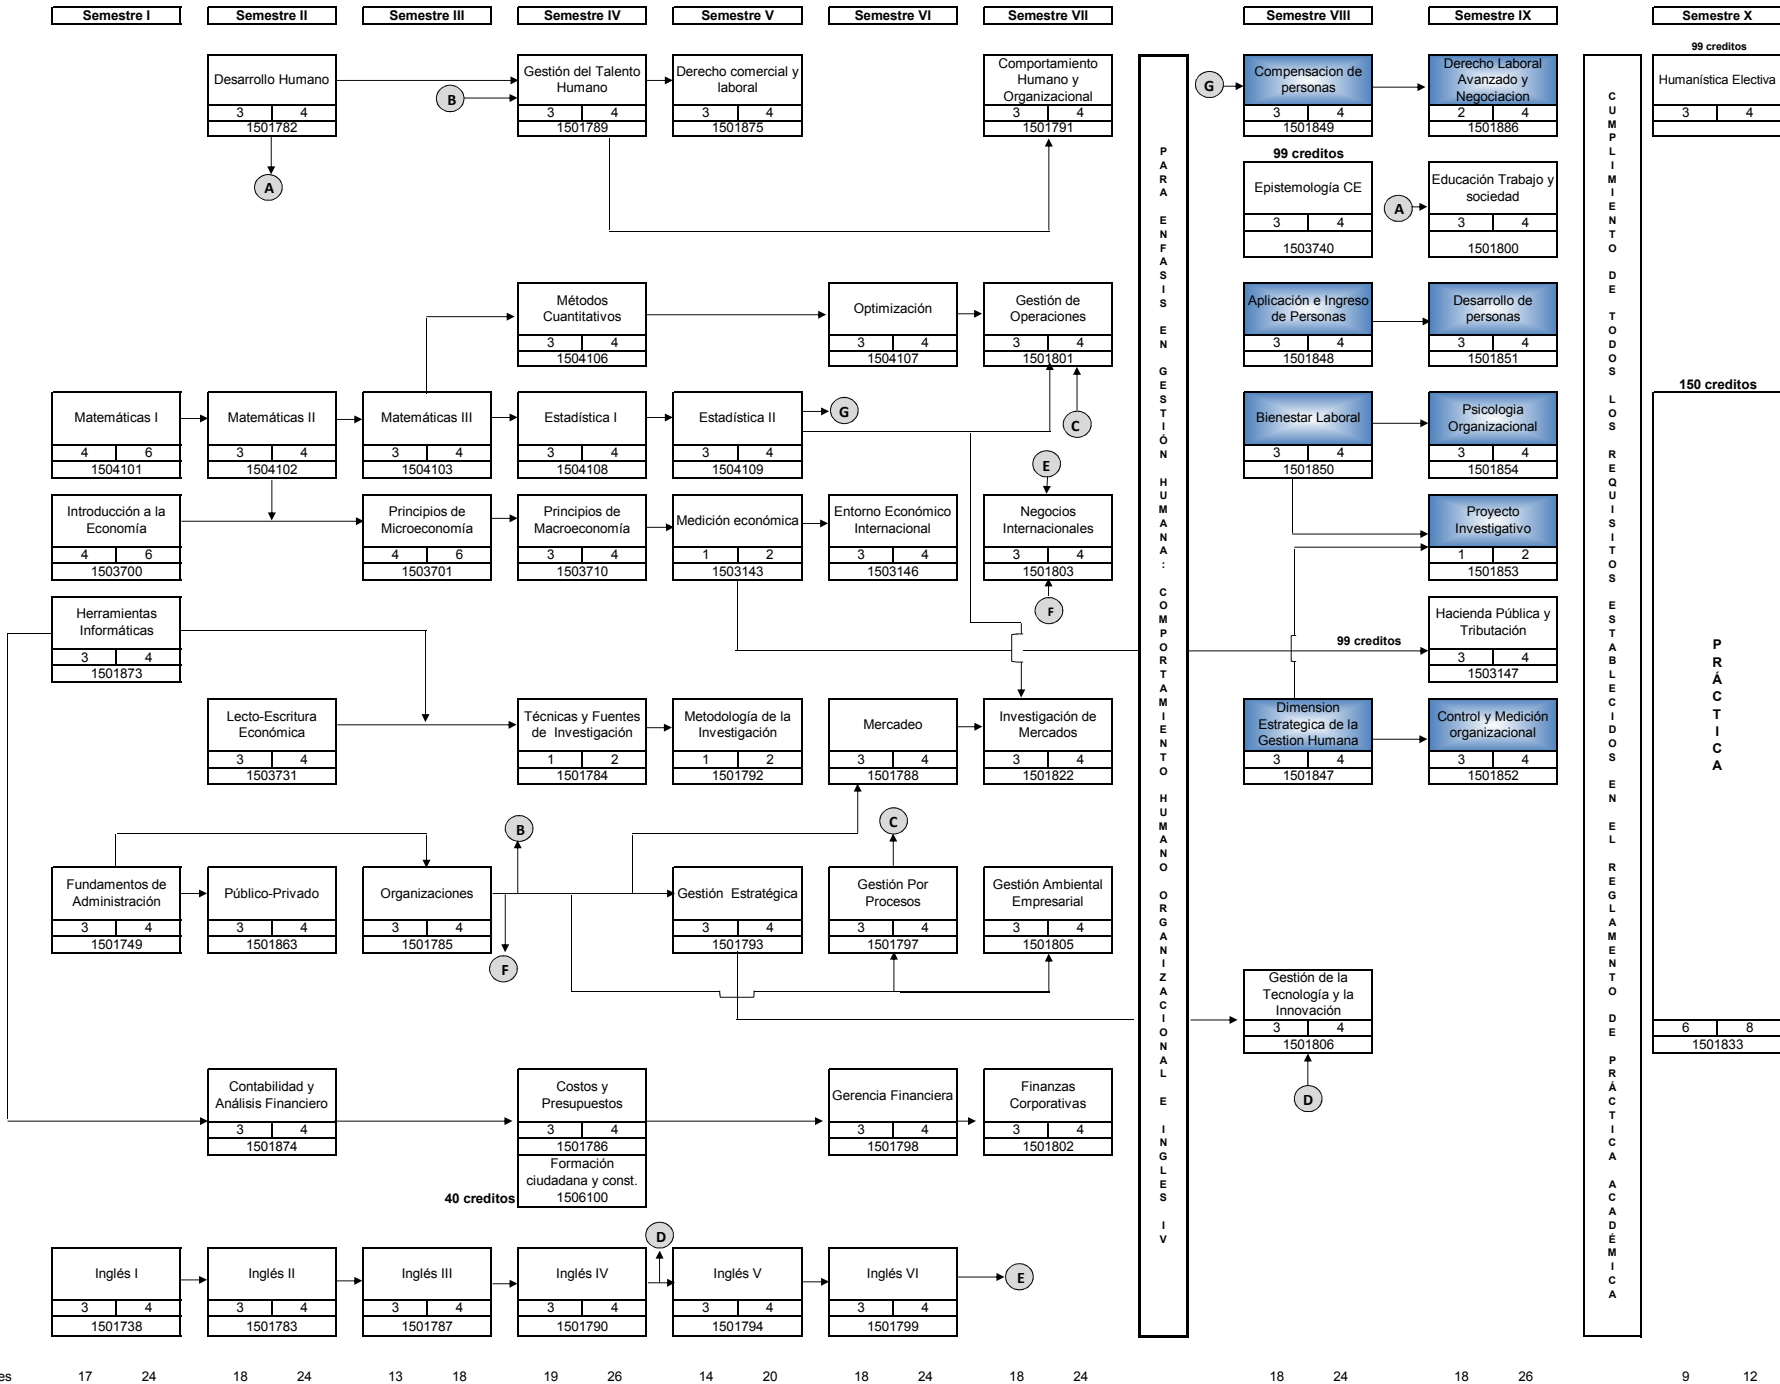 Semestre I
Semestre II
Semestre III
Semestre IV
Semestre V
Semestre VI
Semestre VII
Semestre VIII
Semestre IX
Semestre X
99 creditos
Desarrollo Humano
3 4
1501782
A
B
Gestión del Talento
Humano
3 4
1501789
Derecho comercial y
laboral
3 4
1501875
Comportamiento
Humano y
Organizacional
3 4
1501791
G
Compensacion de
personas
3 4
1501849
Derecho Laboral
Avanzado y
Negociacion
2 4
1501886
Humanística Electiva
3 4
99 creditos
Epistemología CE
3 4
1503740
A
Educación Trabajo y
sociedad
3 4
1501800
Métodos
Cuantitativos
3 4
1504106
Optimización
3 4
1504107
Gestión de
Operaciones
3 4
1501801
Aplicación e Ingreso
de Personas
3 4
1501848
Desarrollo de
personas
3 4
1501851
Matemáticas I
4 6
1504101
Matemáticas II
3 4
1504102
Matemáticas III
3 4
1504103
Estadística I
3 4
1504108
Estadística II
3 4
1504109
G
C
E
Bienestar Laboral
3 4
1501850
Psicologia
Organizacional
3 4
1501854
150 creditos
Introducción a la
Economía
4 6
1503700
Principios de
Microeconomía
4 6
1503701
Principios de
Macroeconomía
3 4
1503710
Medición económica
1 2
1503143
Entorno Económico
Internacional
3 4
1503146
Negocios
Internacionales
3 4
1501803
F
Proyecto
Investigativo
1 2
1501853
Herramientas
Informáticas
3 4
1501873
99 creditos
Hacienda Pública y
Tributación
3 4
1503147
Lecto-Escritura
Económica
3 4
1503731
Técnicas y Fuentes
de Investigación
1 2
1501784
Metodología de la
Investigación
1 2
1501792
Mercadeo
3 4
1501788
Investigación de
Mercados
3 4
1501822
Dimension
Estrategica de la
Gestion Humana
3 4
1501847
Control y Medición
organizacional
3 4
1501852
B
C
Fundamentos de
Administración
3 4
1501749
Público-Privado
3 4
1501863
Organizaciones
3 4
1501785
F
Gestión Estratégica
3 4
1501793
Gestión Por
Procesos
3 4
1501797
Gestión Ambiental
Empresarial
3 4
1501805
Gestión de la
Tecnología y la
Innovación
3 4
1501806
D
Contabilidad y
Análisis Financiero
3 4
1501874
Costos y
Presupuestos
3 4
1501786
Formación
ciudadana y const.
1506100
40 creditos
Gerencia Financiera
3 4
1501798
Finanzas
Corporativas
3 4
1501802
Inglés I
3 4
1501738
Inglés II
3 4
1501783
Inglés III
3 4
1501787
Inglés IV
3 4
1501790
D
Inglés V
3 4
1501794
Inglés VI
3 4
1501799
E
PARA ENFASIS EN GESTIÓN HUMANA: COMPORTAMIENTO HUMANO ORGANIZACIONAL E INGLES IV
CUMPLIMIENTO DE TODOS LOS REQUISITOS ESTABLECIDOS EN EL REGLAMENTO DE PRÁCTICA ACADÉMICA
PRÁCTICA
6 8
1501833
es 17 24 18 24 13 18 19 26 14 20 18 24 18 24 18 24 18 26 9 12